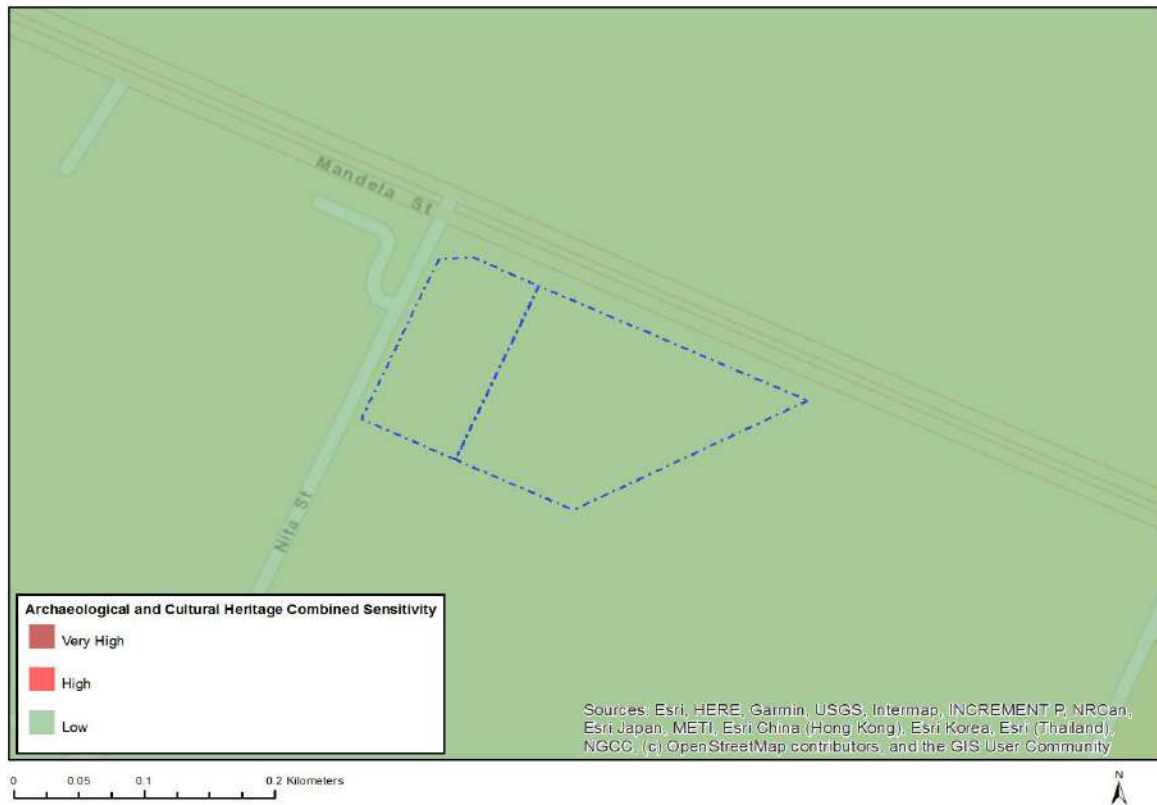 Mandela St
Nita St
Archaeological and Cultural Heritage Combined Sensitivity
Very High
High
Low
Sources: Esri, HERE, Garmin, USGS, Intermap, INCREMENT P, NRCan,
Esri Japan, METI, Esri China (Hong Kong), Esri Korea, Esri (Thailand),
NGCC, (c) OpenStreetMap contributors, and the GIS User Community
0 0.05 0.1 0.2 Kilometers
N